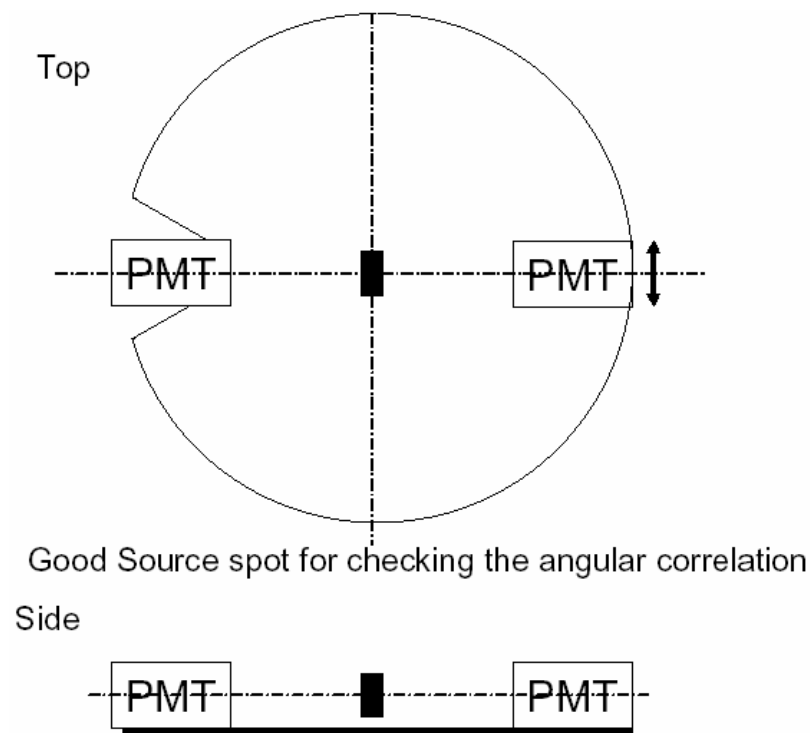 Top
PMT PMT
Good Source spot for checking the angular correlation
Side
PMT PMT